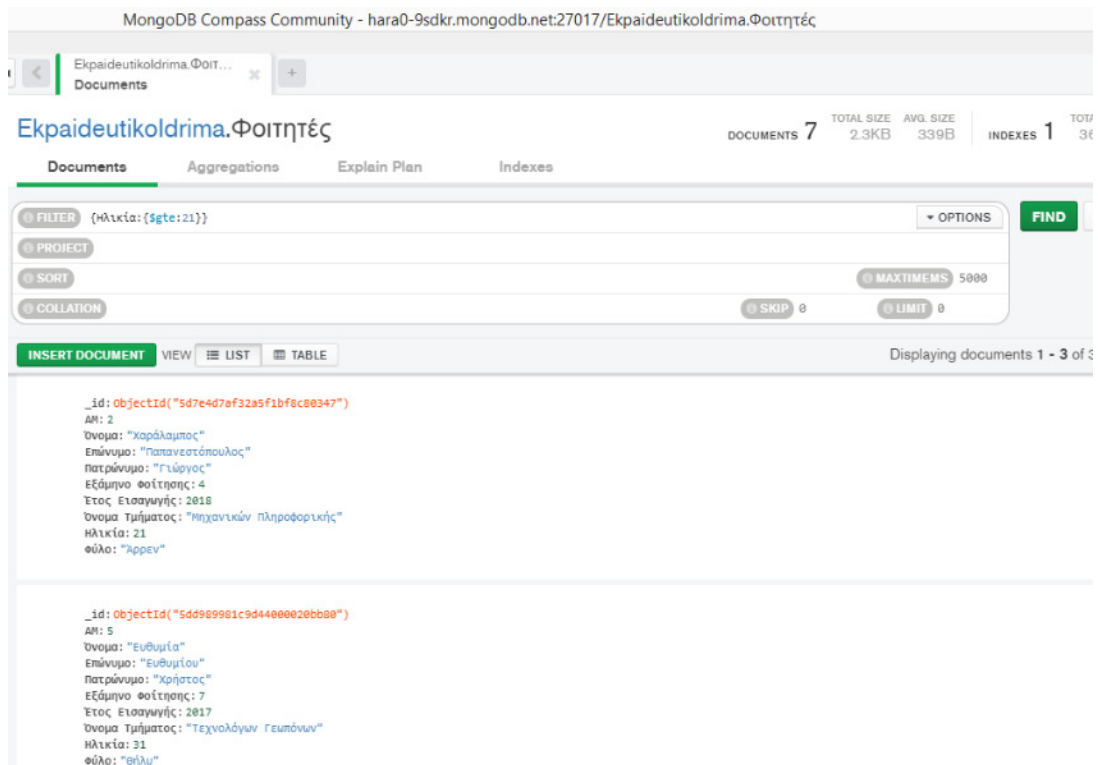 MongoDB Compass Community - hara0-9sdkr.mongodb.net:27017/Ekpaideutikoldrima.Φοιτητές
Ekpaideutikoldrima.Φοιτ...
Documents
Ekpaideutikoldrima.Φοιτητές
DOCUMENTS 7 TOTAL SIZE 2.3KB AVG. SIZE 339B INDEXES 1
Documents Aggregations Explain Plan Indexes
FILTER {Ηλικία:{$gte:21}} OPTIONS FIND
PROJECT
SORT MAXTIMEMS 5000
COLLATION SKIP 0 LIMIT 0
INSERT DOCUMENT VIEW LIST TABLE Displaying documents 1 - 3 of 3
_id:ObjectId("5d7e4d7af32a5f1bf8c80347")
ΑΜ:2
Όνομα:"Χαράλαμπος"
Επώνυμο:"Παπανεστόπουλος"
Πατρώνυμο:"Γιώργος"
Εξάμηνο Φοίτησης:4
Έτος Εισαγωγής:2018
Όνομα Τμήματος:"Μηχανικών Πληροφορικής"
Ηλικία:21
Φύλο:"Άρρεν"
_id:ObjectId("5dd989981c9d44000020bb80")
ΑΜ:5
Όνομα:"Ευθυμία"
Επώνυμο:"Ευθυμίου"
Πατρώνυμο:"Χρήστος"
Εξάμηνο Φοίτησης:7
Έτος Εισαγωγής:2017
Όνομα Τμήματος:"Τεχνολόγων Γεωπόνων"
Ηλικία:31
Φύλο:"Θήλυ"